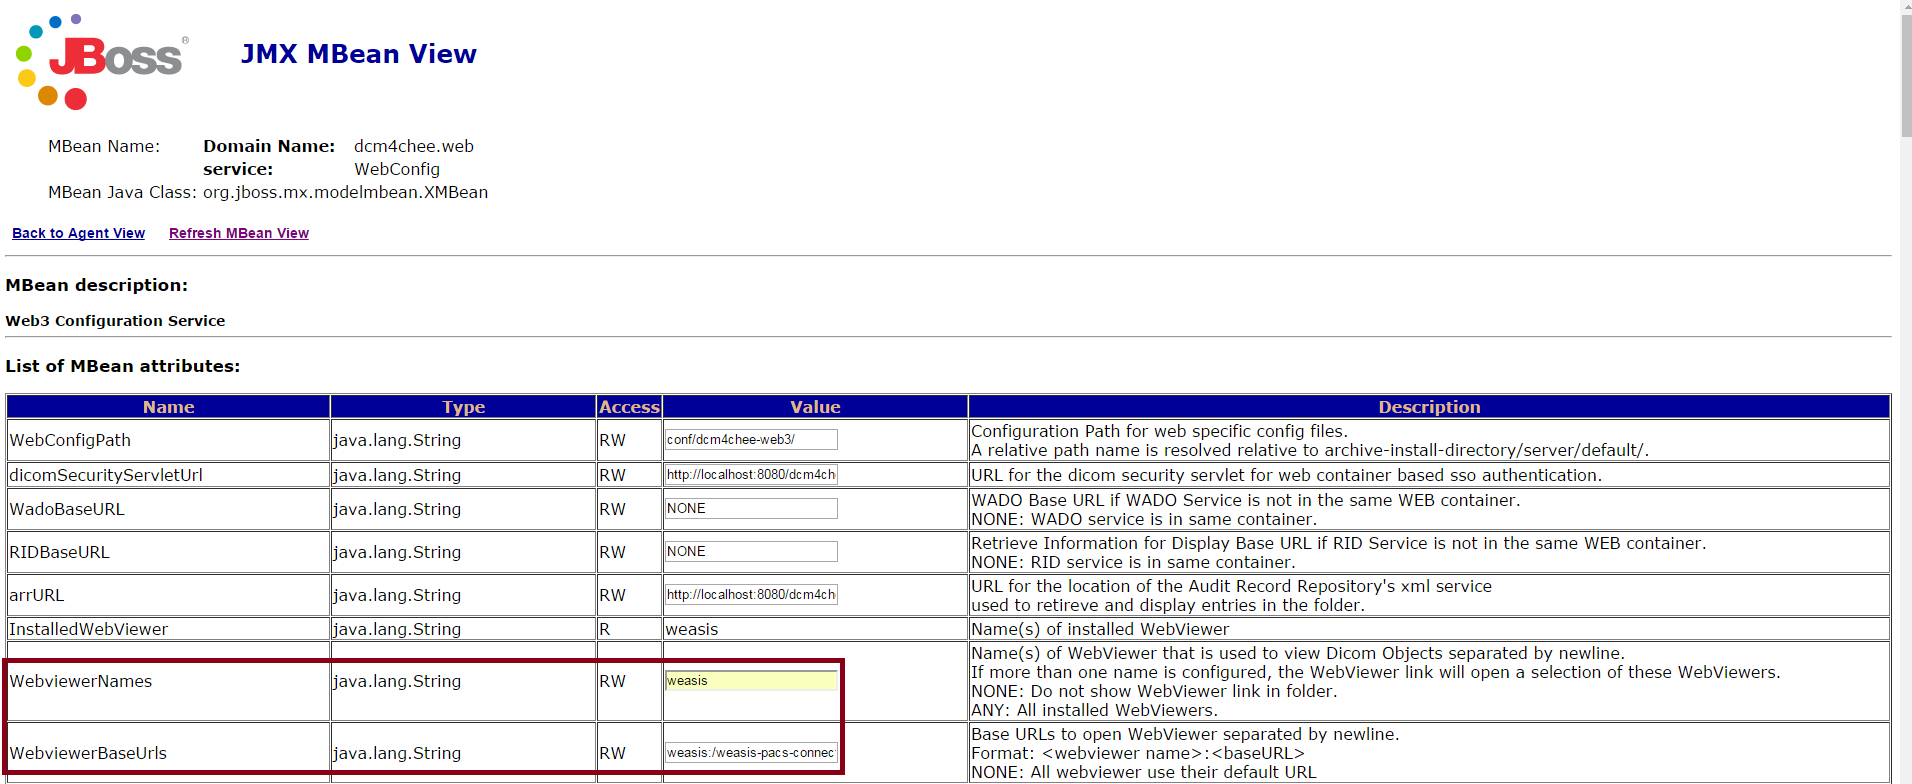 JBoss®
JMX MBean View
MBean Name: Domain Name: dcm4chee.web
service: WebConfig
MBean Java Class: org.jboss.mx.modelmbean.XMBean
Back to Agent View Refresh MBean View
MBean description:
Web3 Configuration Service
List of MBean attributes:
Name Type Access Value Description
WebConfigPath java.lang.String RW conf/dcm4chee-web3/ Configuration Path for web specific config files.
A relative path name is resolved relative to archive-install-directory/server/default/.
dicomSecurityServletUrl java.lang.String RW http://localhost:8080/dcm4ch URL for the dicom security servlet for web container based sso authentication.
WadoBaseURL java.lang.String RW NONE WADO Base URL if WADO Service is not in the same WEB container.
NONE: WADO service is in same container.
RIDBaseURL java.lang.String RW NONE Retrieve Information for Display Base URL if RID Service is not in the same WEB container.
NONE: RID service is in same container.
arrURL java.lang.String RW http://localhost:8080/dcm4ch URL for the location of the Audit Record Repository's xml service
used to retireve and display entries in the folder.
InstalledWebViewer java.lang.String R weasis Name(s) of installed WebViewer
WebviewerNames java.lang.String RW weasis Name(s) of WebViewer that is used to view Dicom Objects separated by newline.
If more than one name is configured, the WebViewer link will open a selection of these WebViewers.
NONE: Do not show WebViewer link in folder.
ANY: All installed WebViewers.
WebviewerBaseUrls java.lang.String RW weasis:/weasis-pacs-connec Base URLs to open WebViewer separated by newline.
Format: <webviewer name>:<baseURL>
NONE: All webviewer use their default URL